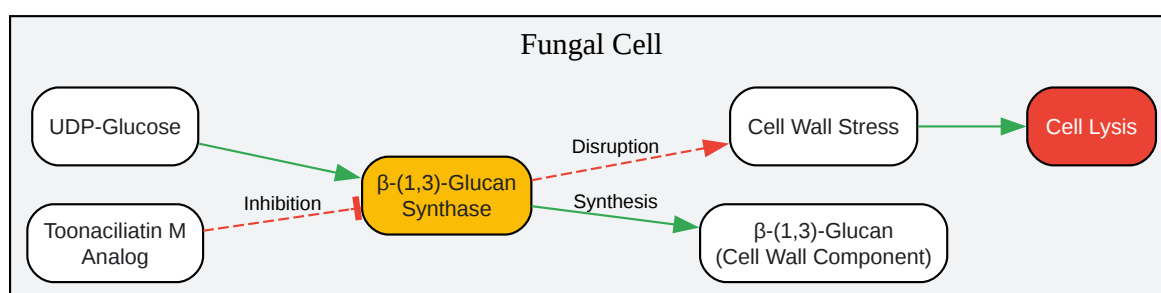 Fungal Cell
UDP-Glucose
Toonaciliatin M
Analog
Inhibition
β-(1,3)-Glucan
Synthase
Disruption
Synthesis
Cell Wall Stress
β-(1,3)-Glucan
(Cell Wall Component)
Cell Lysis